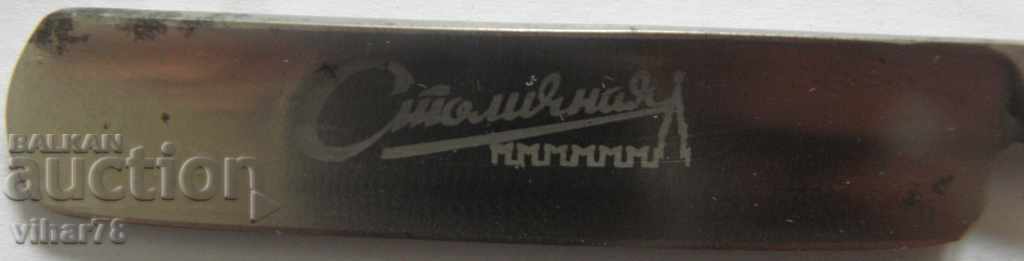 Столичная
BALKAN
auction
vihar78